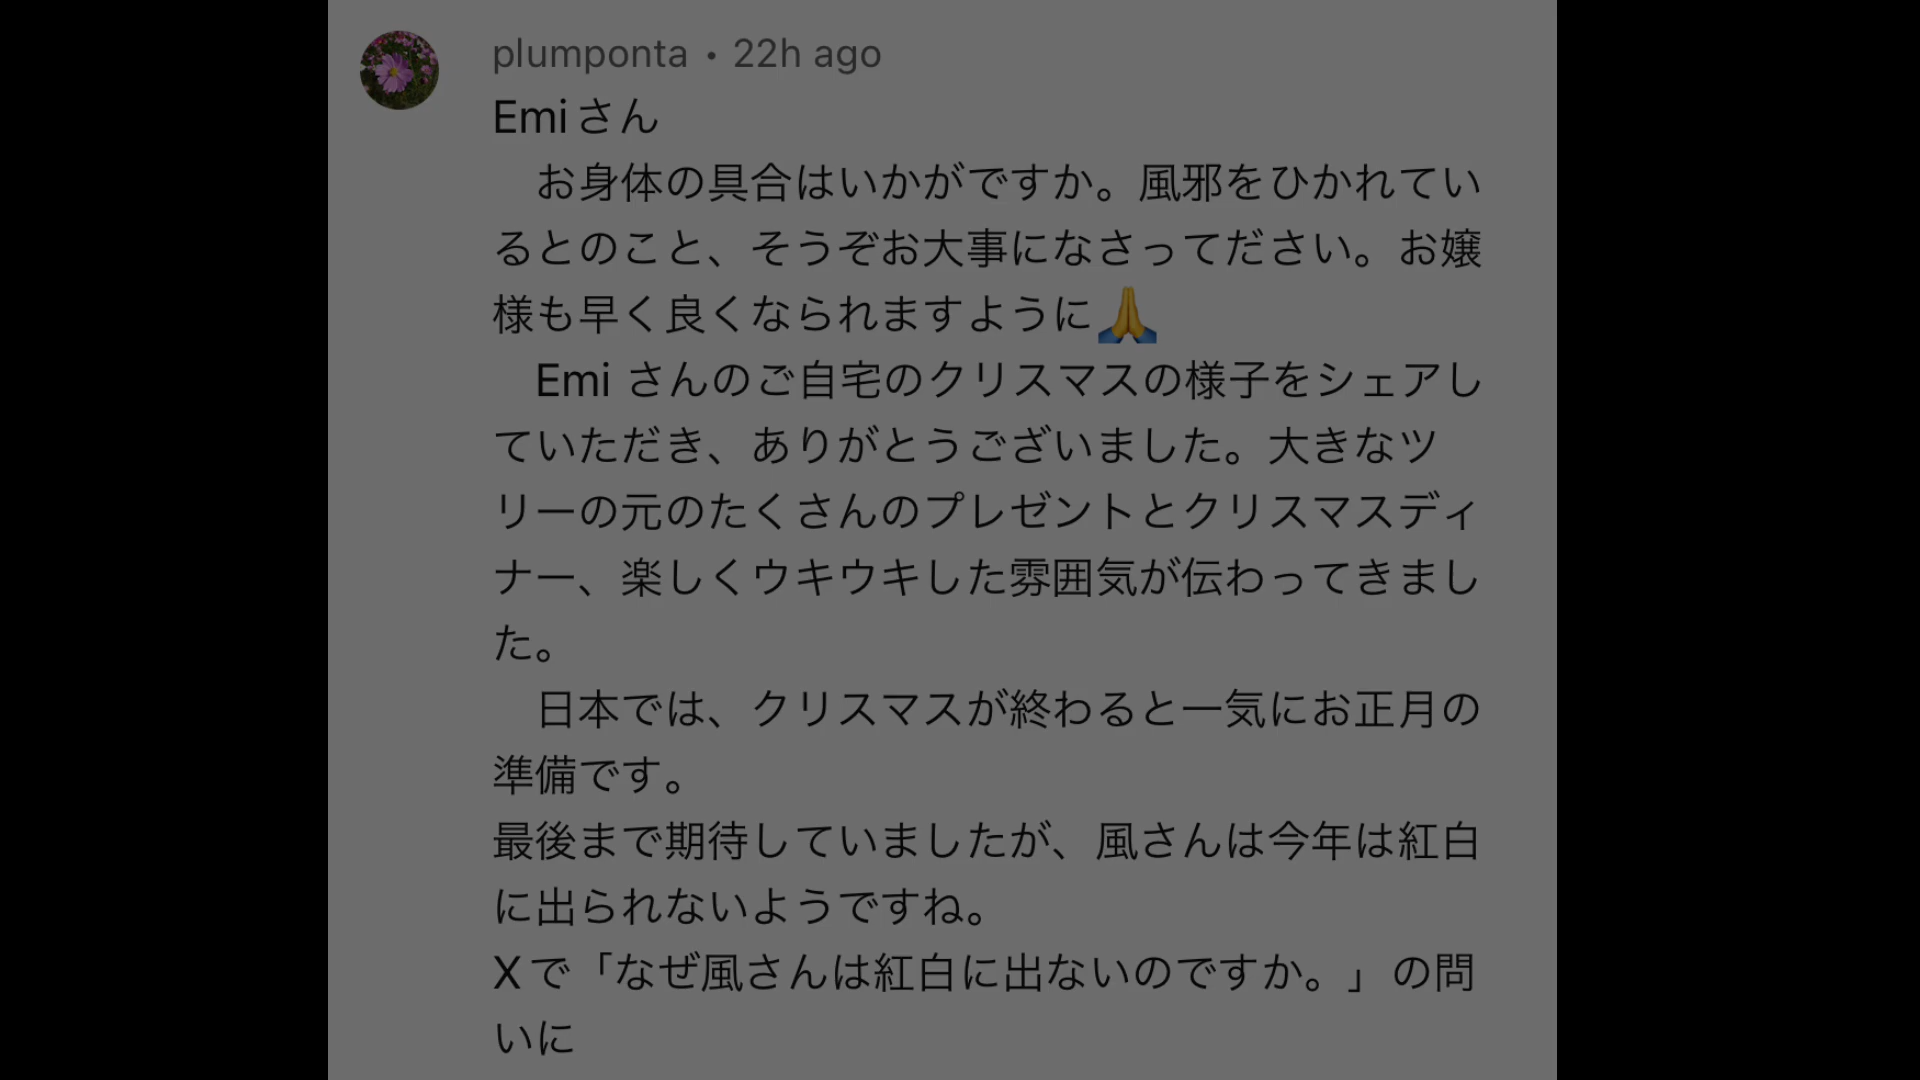 plumponta • 22h ago
Emiさん
　お身体の具合はいかがですか。風邪をひかれてい
るとのこと、そうぞお大事になさってださい。お嬢
様も早く良くなられますように🙏
　Emi さんのご自宅のクリスマスの様子をシェアし
ていただき、ありがとうございました。大きなツ
リーの元のたくさんのプレゼントとクリスマスディ
ナー、楽しくウキウキした雰囲気が伝わってきまし
た。
　日本では、クリスマスが終わると一気にお正月の
準備です。
最後まで期待していましたが、風さんは今年は紅白
に出られないようですね。
Xで「なぜ風さんは紅白に出ないのですか。」の問
いに